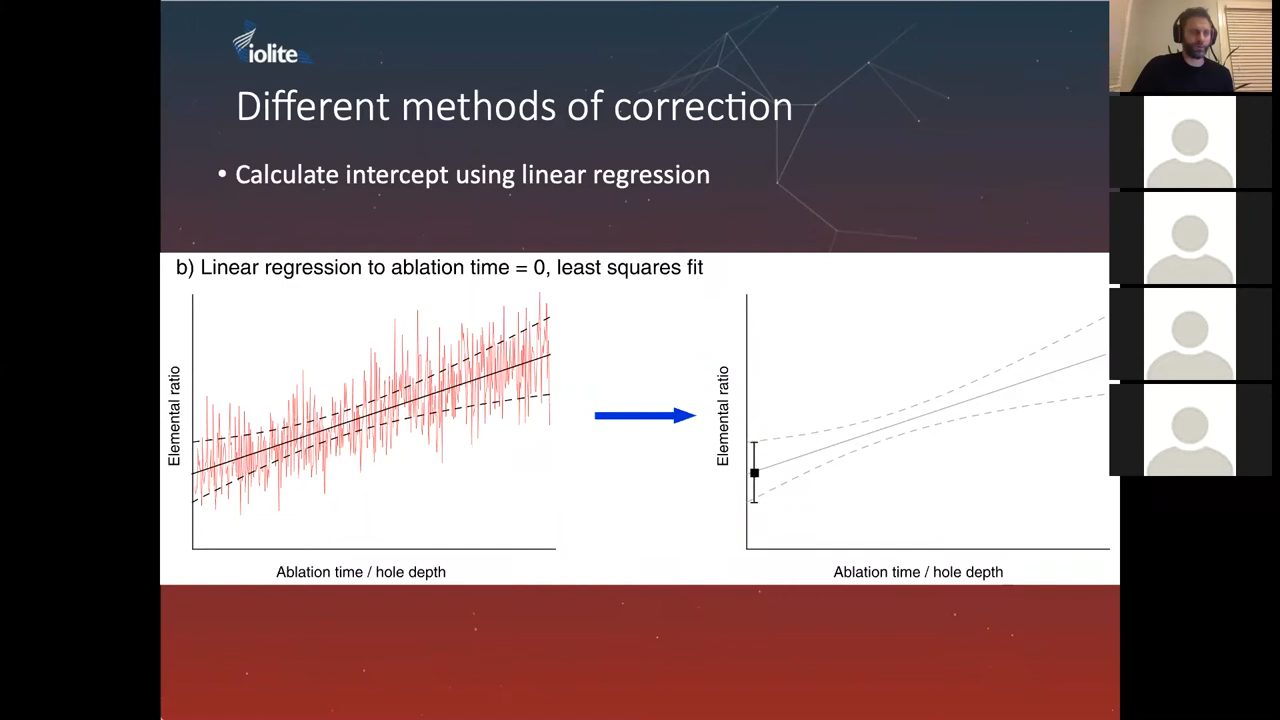 iolite
Different methods of correction
• Calculate intercept using linear regression
b) Linear regression to ablation time = 0, least squares fit
Elemental ratio
Ablation time / hole depth
Elemental ratio
Ablation time / hole depth